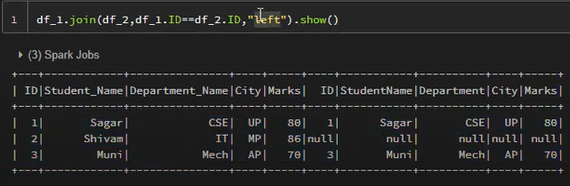 1 df_1.join(df_2,df_1.ID==df_2.ID,"left").show()
(3) Spark Jobs
+---+------------+---------------+----+-----+----+-----------+----------+----+-----+
| ID|Student_Name|Department_Name|City|Marks|  ID|StudentName|Department|City|Marks|
+---+------------+---------------+----+-----+----+-----------+----------+----+-----+
|  1|       Sagar|            CSE|  UP|   80|   1|      Sagar|       CSE|  UP|   80|
|  2|      Shivam|             IT|  MP|   86|null|       null|      null|null| null|
|  3|        Muni|           Mech|  AP|   70|   3|       Muni|      Mech|  AP|   70|
+---+------------+---------------+----+-----+----+-----------+----------+----+-----+